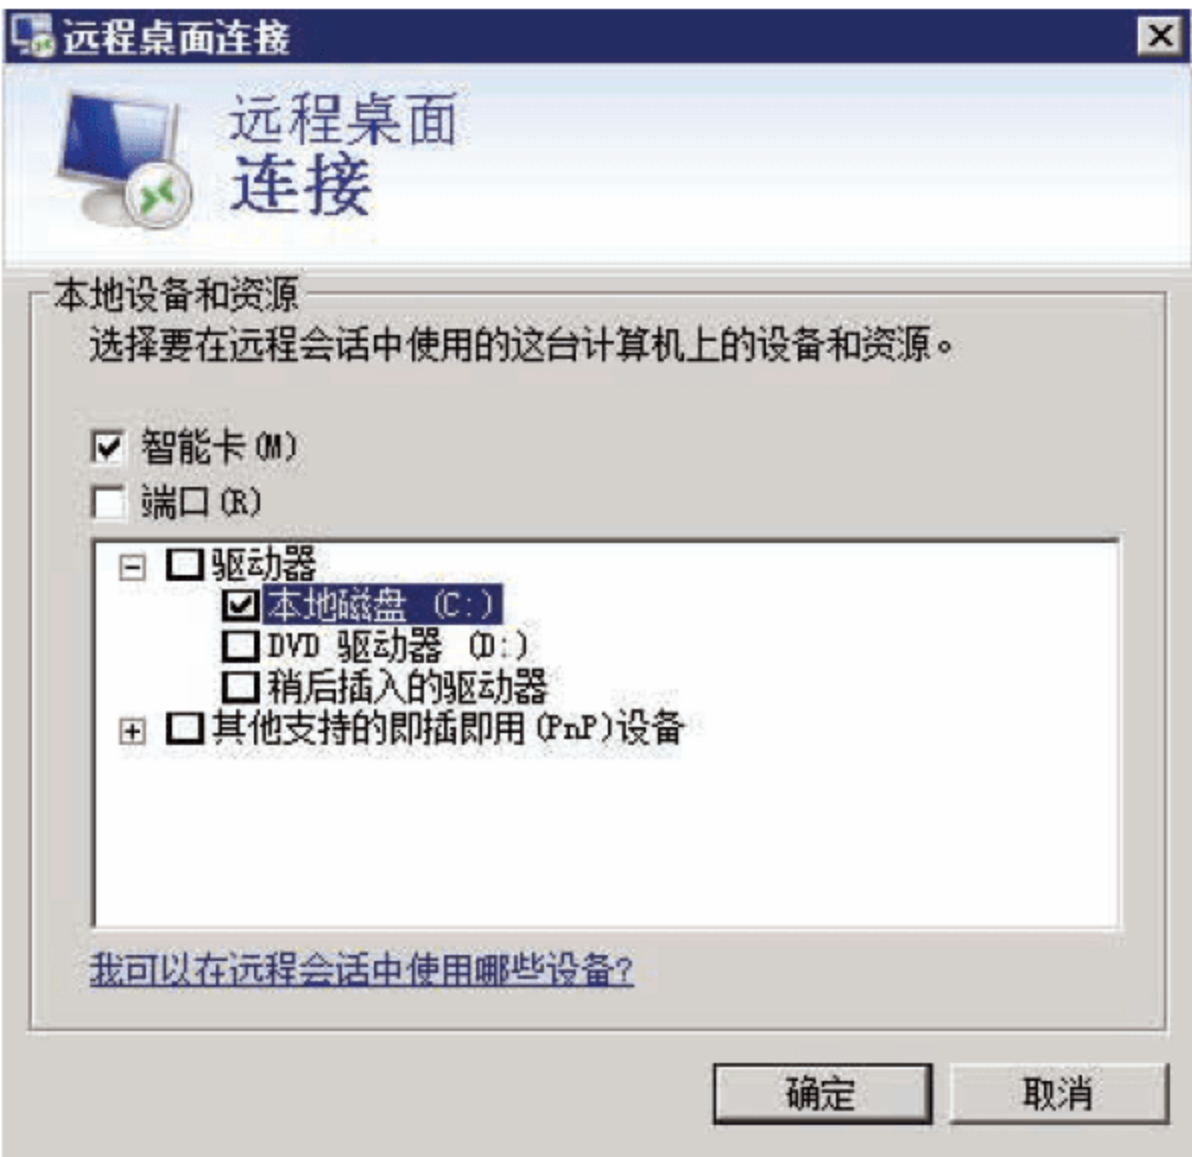 远程桌面连接
远程桌面
连接
本地设备和资源
选择要在远程会话中使用的这台计算机上的设备和资源。
智能卡(M)
端口(R)
驱动器
本地磁盘 (C:)
DVD 驱动器 (D:)
稍后插入的驱动器
其他支持的即插即用(PnP)设备
我可以在远程会话中使用哪些设备?
确定 取消